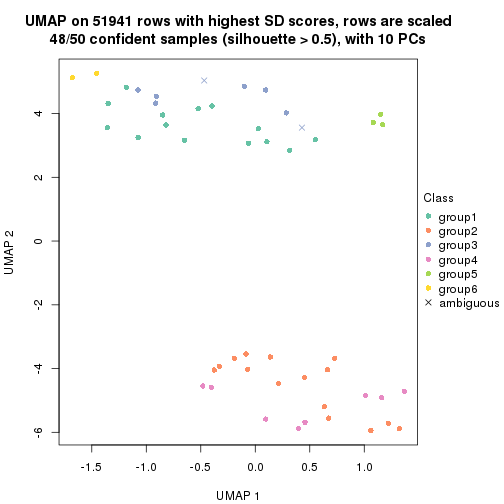 UMAP on 51941 rows with highest SD scores, rows are scaled
48/50 confident samples (silhouette > 0.5), with 10 PCs
4
2
0
-2
-4
-6
UMAP 2
-1.5
-1.0
-0.5
0.0
0.5
1.0
UMAP 1
Class
group1
group2
group3
group4
group5
group6
ambiguous